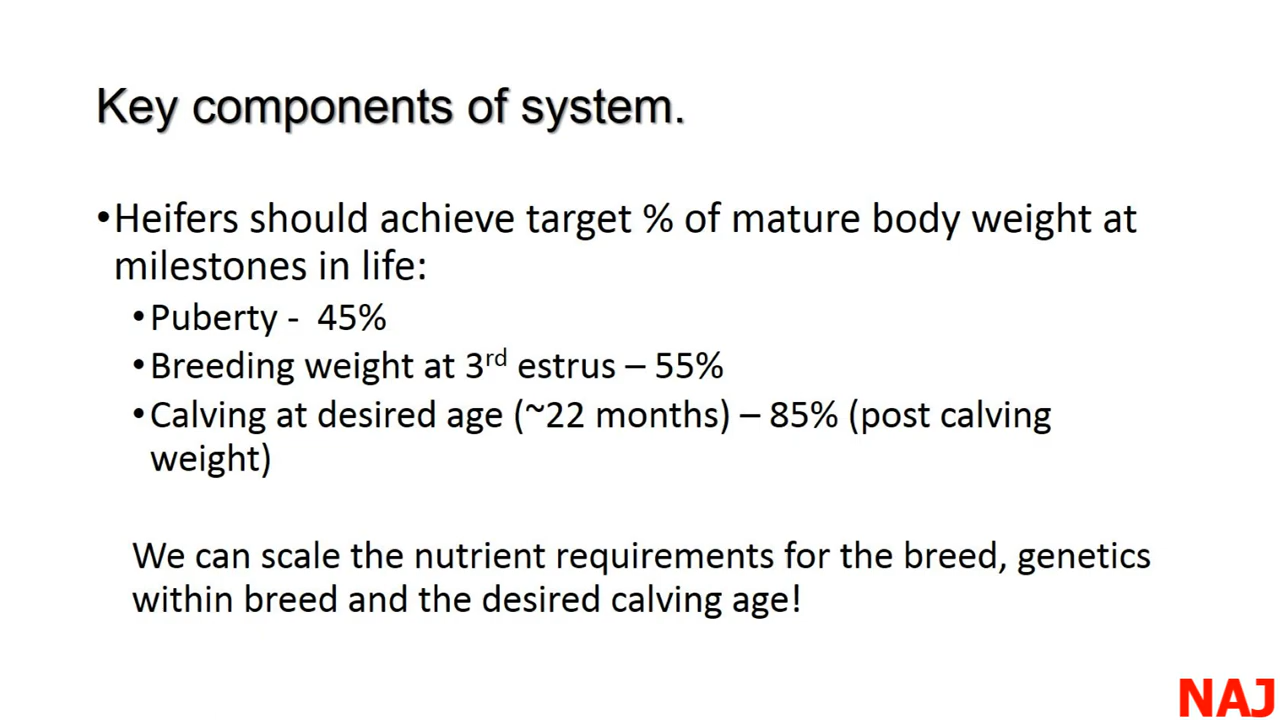 Key components of system.
•Heifers should achieve target % of mature body weight at
milestones in life:
•Puberty -  45%
•Breeding weight at 3rd estrus – 55%
•Calving at desired age (~22 months) – 85% (post calving
weight)
We can scale the nutrient requirements for the breed, genetics
within breed and the desired calving age!
NAJ